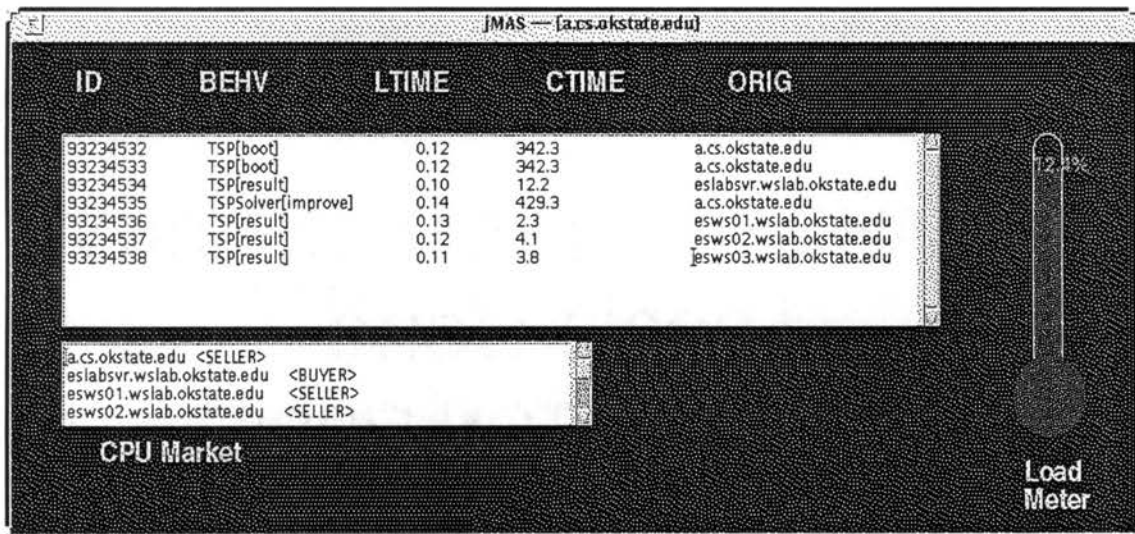 jMAS — [a.cs.okstate.edu]
ID BEHV LTIME CTIME ORIG
93234532 TSP[boot] 0.12 342.3 a.cs.okstate.edu
93234533 TSP[boot] 0.12 342.3 a.cs.okstate.edu
93234534 TSP[result] 0.10 12.2 eslabsvr.wslab.okstate.edu
93234535 TSPSolver[improve] 0.14 429.3 a.cs.okstate.edu
93234536 TSP[result] 0.13 2.3 esws01.wslab.okstate.edu
93234537 TSP[result] 0.12 4.1 esws02.wslab.okstate.edu
93234538 TSP[result] 0.11 3.8 esws03.wslab.okstate.edu
12.4%
a.cs.okstate.edu <SELLER>
eslabsvr.wslab.okstate.edu <BUYER>
esws01.wslab.okstate.edu <SELLER>
esws02.wslab.okstate.edu <SELLER>
CPU Market
Load
Meter